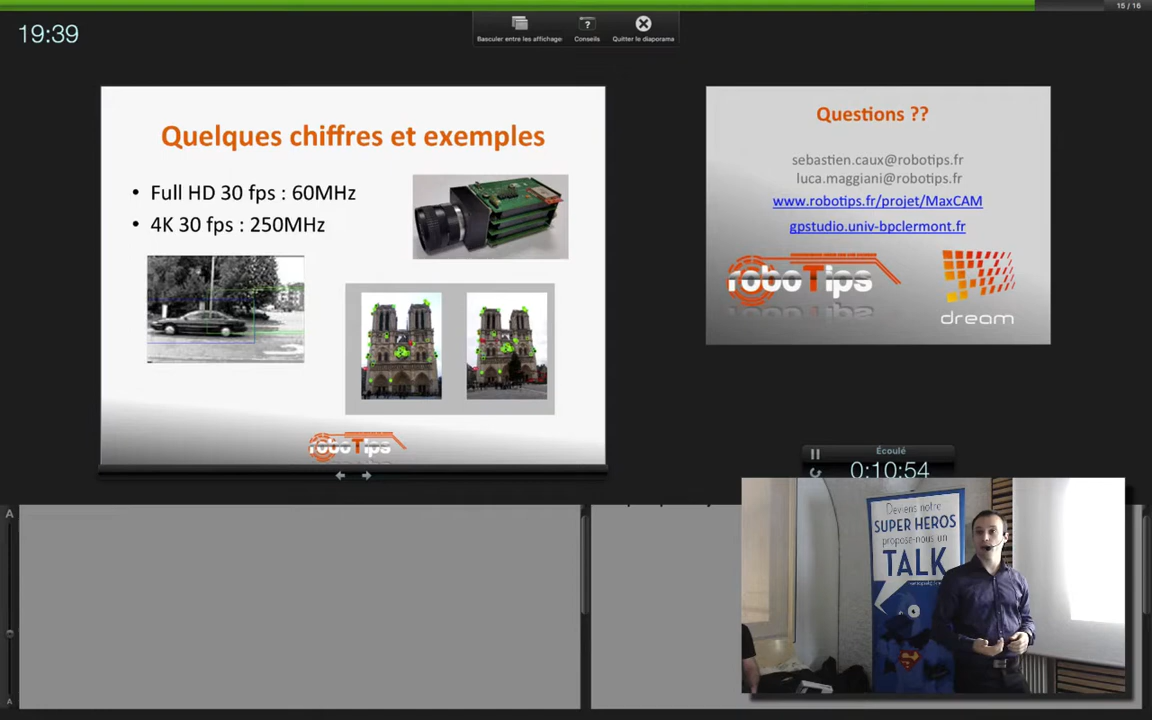 15 / 16
19:39
Basculer entre les affichage
Conseils
Quitter le diaporama
Quelques chiffres et exemples
• Full HD 30 fps : 60MHz
• 4K 30 fps : 250MHz
roboTips
Questions ??
sebastien.caux@robotips.fr
luca.maggiani@robotips.fr
www.robotips.fr/projet/MaxCAM
gpstudio.univ-bpclermont.fr
roboTips
dream
Écoulé
0:10:54
A
A
Deviens notre
SUPER HEROS
propose-nous un
TALK